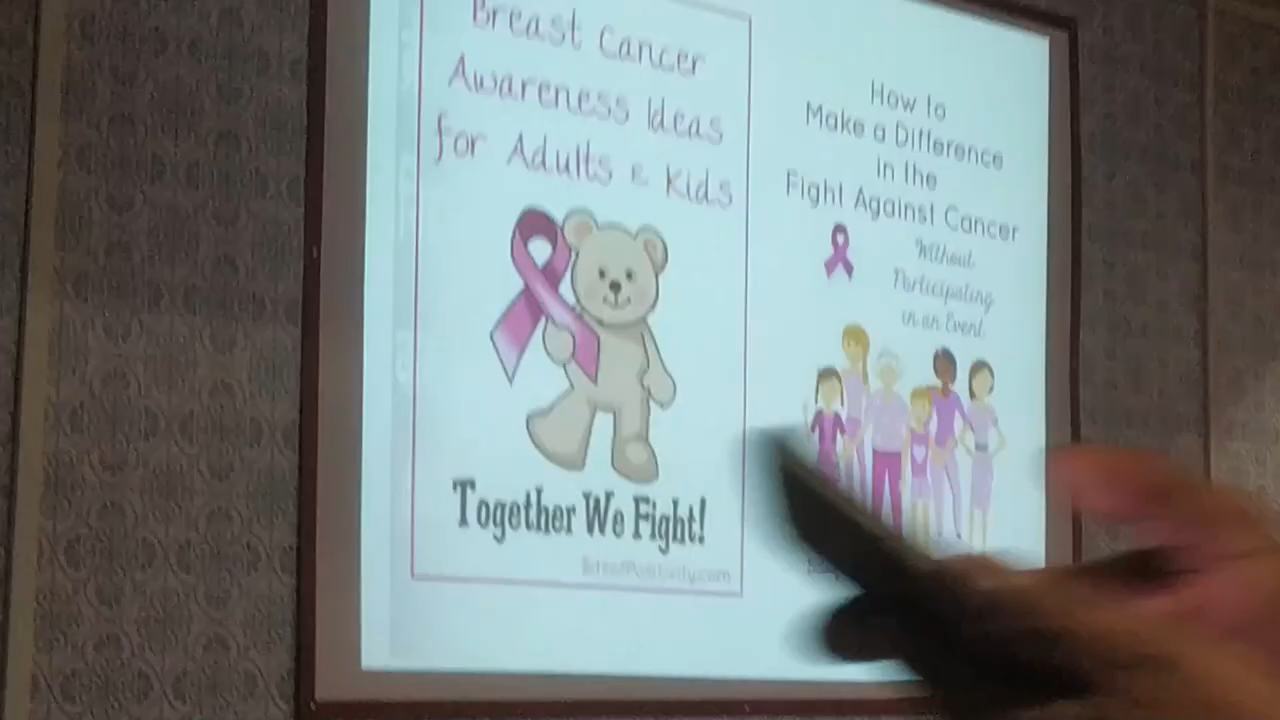 Breast Cancer
Awareness Ideas
for Adults & Kids
Together We Fight!
How to
Make a Difference
in the
Fight Against Cancer
Without
Participating
in an Event